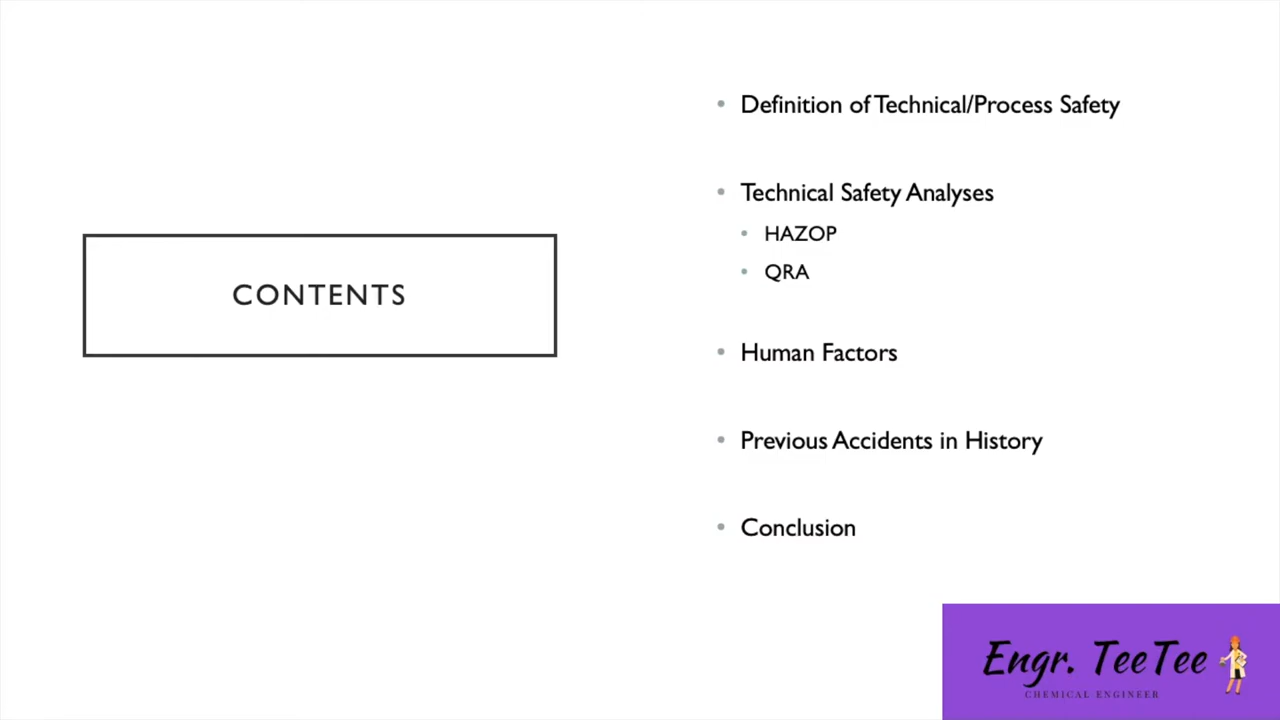 CONTENTS
Definition of Technical/Process Safety
Technical Safety Analyses
HAZOP
QRA
Human Factors
Previous Accidents in History
Conclusion
Engr. TeeTee
CHEMICAL ENGINEER